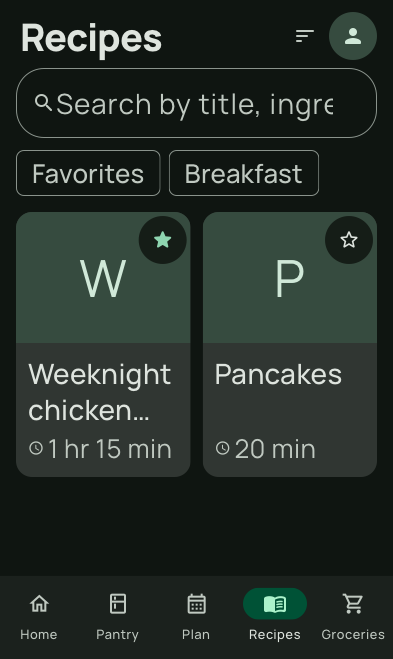 Recipes
Search by title, ingre
Favorites
Breakfast
W
P
Weeknight
chicken…
Pancakes
1 hr 15 min
20 min
Home
Pantry
Plan
Recipes
Groceries